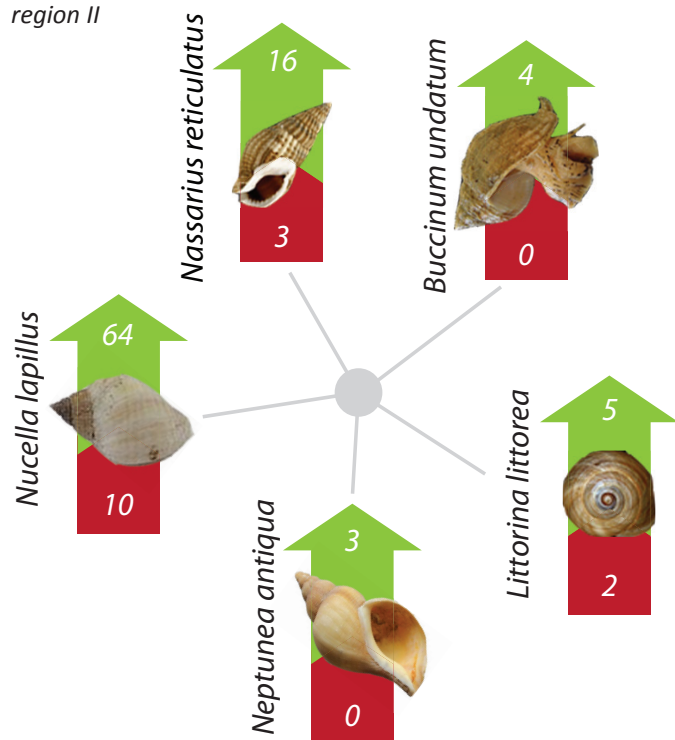 region II
Nassarius reticulatus
16
3
Buccinum undatum
4
0
Nucella lapillus
64
10
Littorina littorea
5
2
Neptunea antiqua
3
0